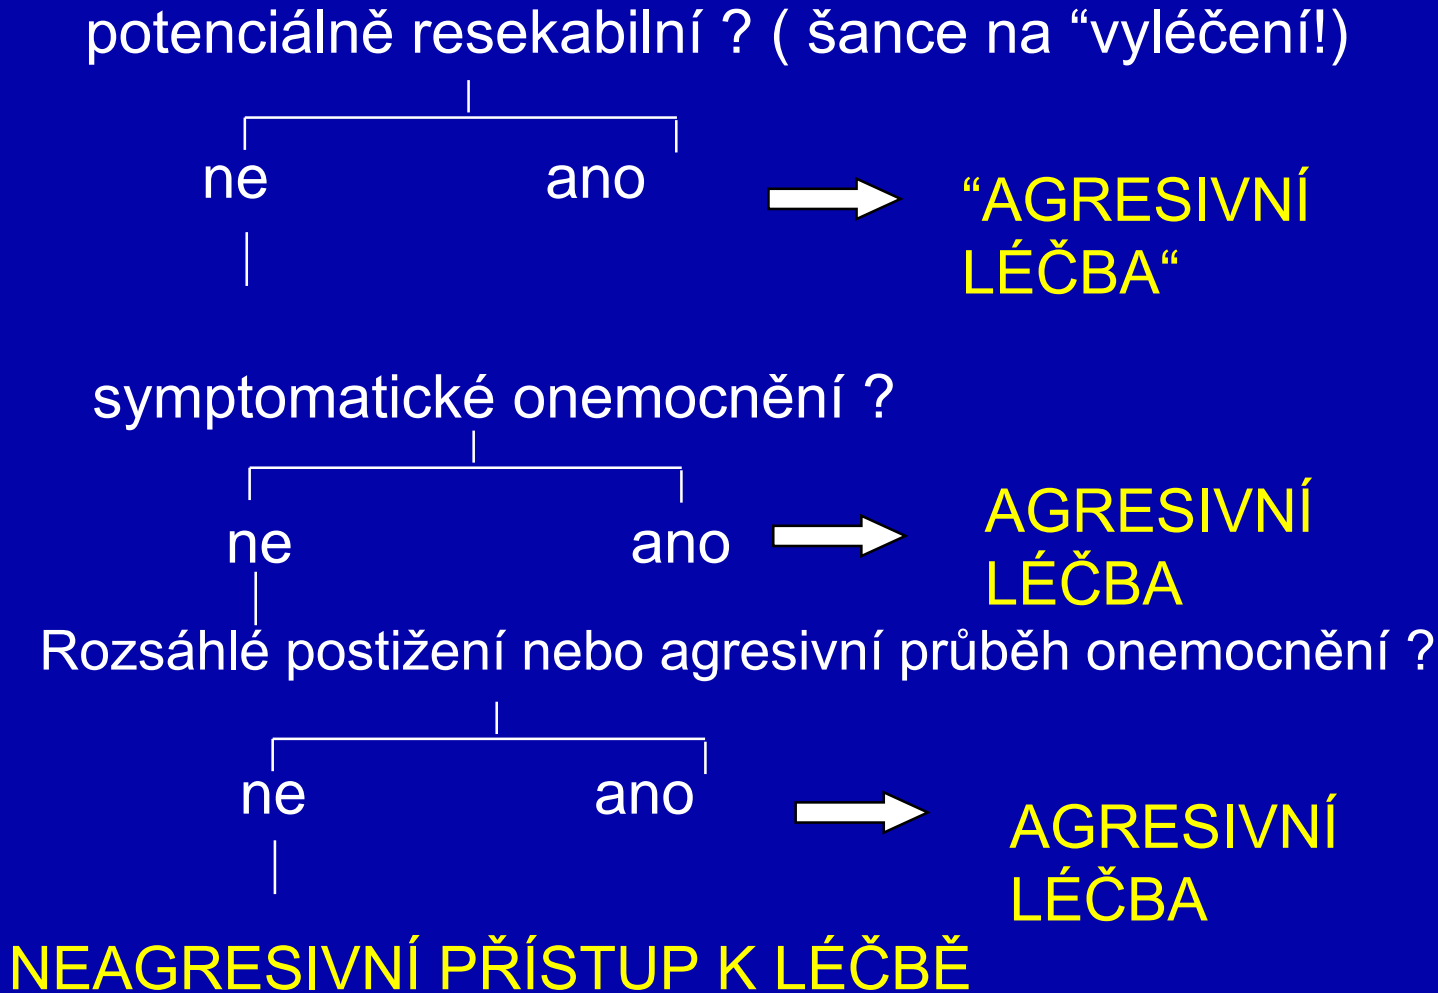 potenciálně resekabilní ? ( šance na “vyléčení!)
ne ano
“AGRESIVNÍ
LÉČBA“
symptomatické onemocnění ?
ne ano
AGRESIVNÍ
LÉČBA
Rozsáhlé postižení nebo agresivní průběh onemocnění ?
ne ano
AGRESIVNÍ
LÉČBA
NEAGRESIVNÍ PŘÍSTUP K LÉČBĚ